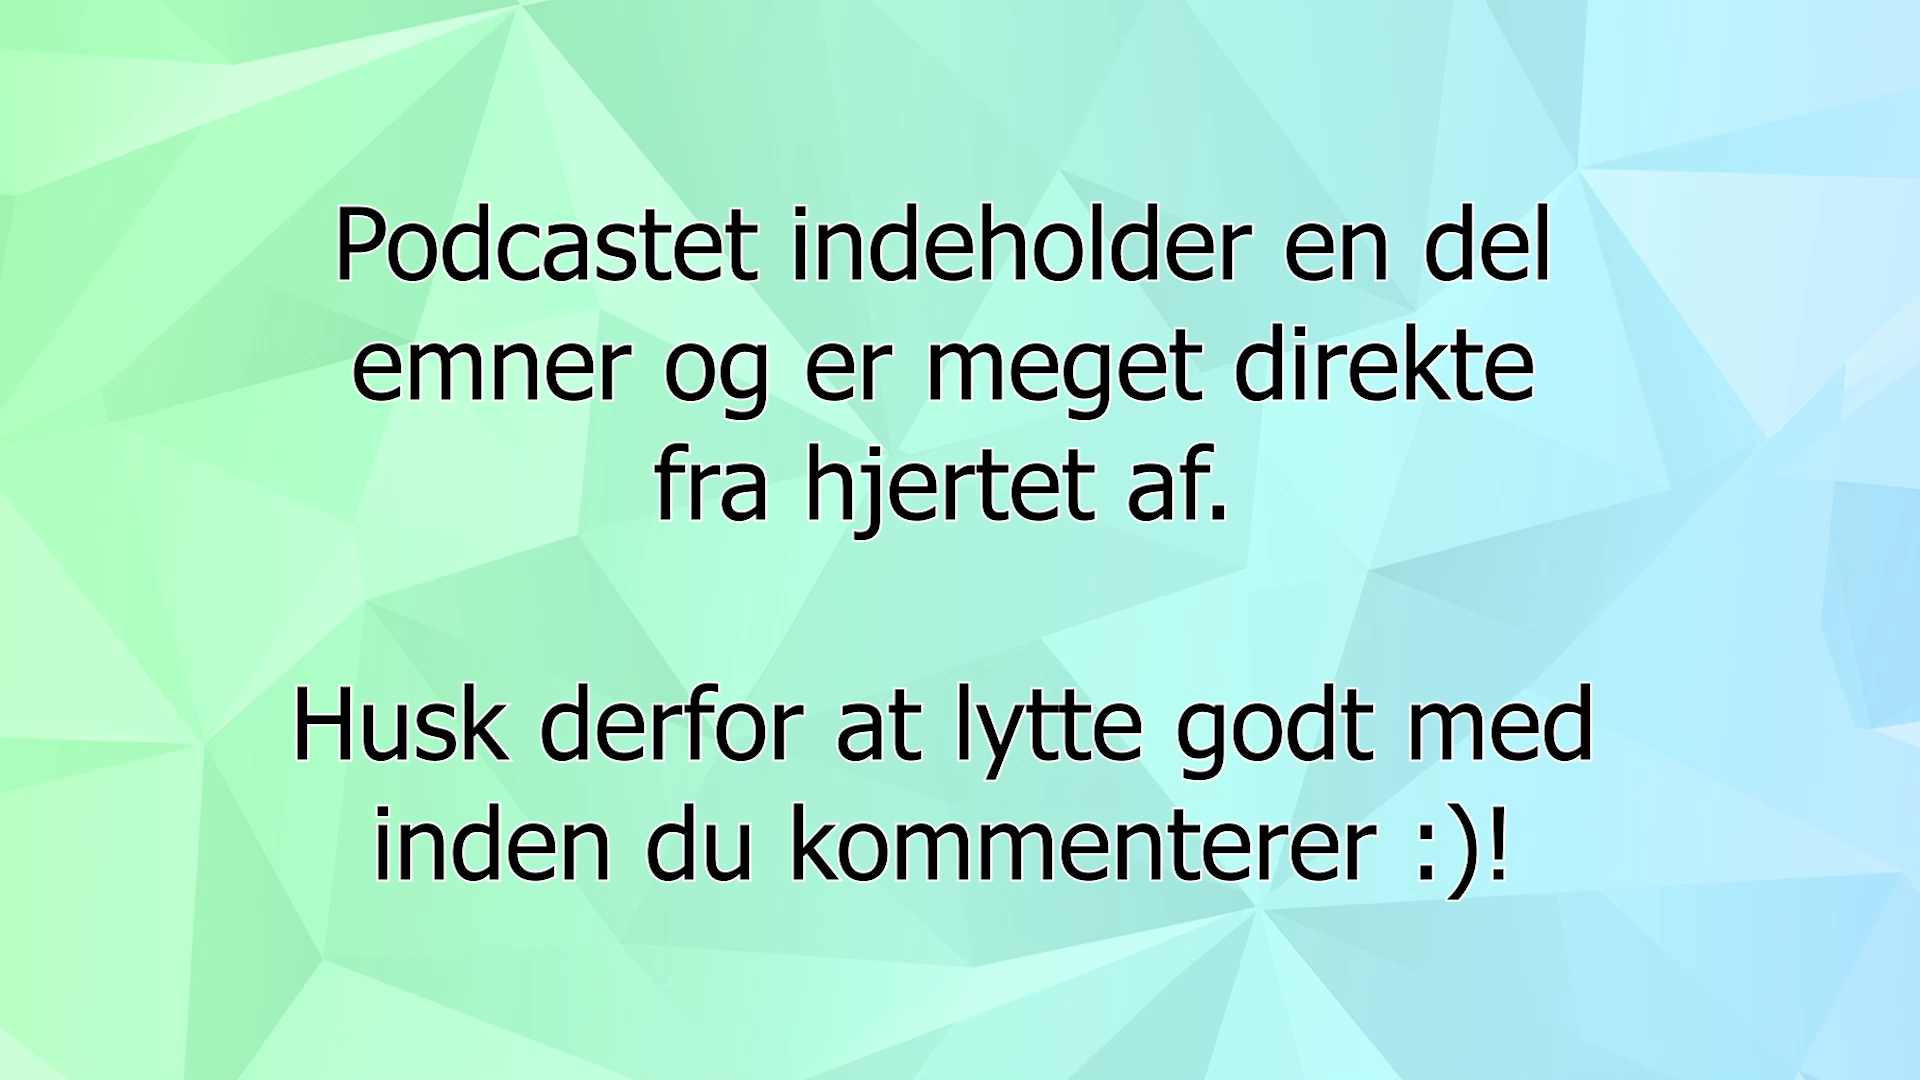 Podcastet indeholder en del
emner og er meget direkte
fra hjertet af.
Husk derfor at lytte godt med
inden du kommenterer :)!